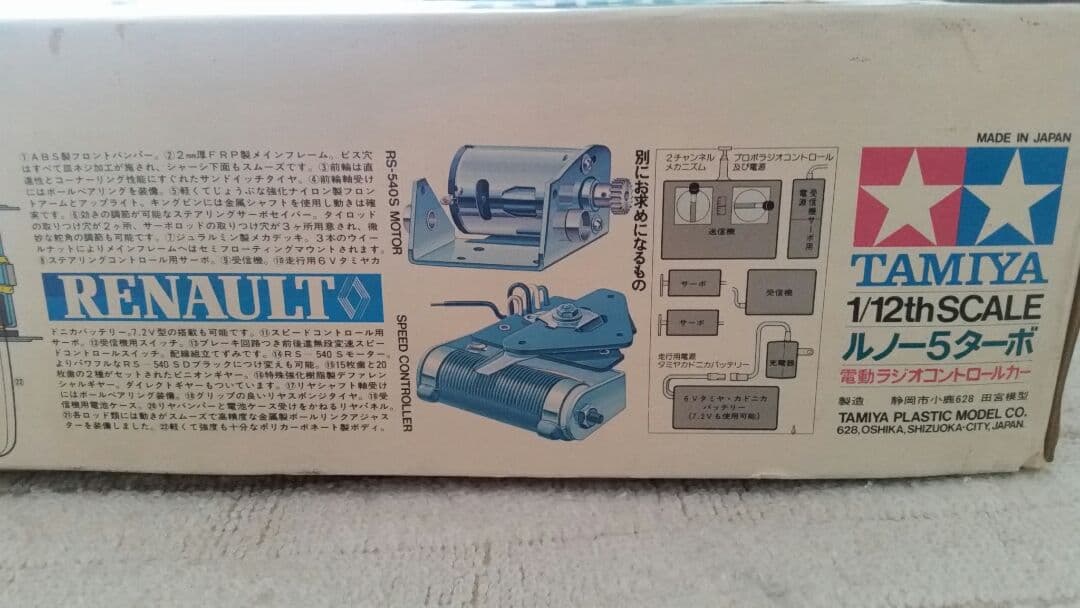 ①ABS製フロントバンパー。②2mm厚FRP製メインフレーム。ビス穴
はすべて皿ネジ加工が施され、シャーシ下面もスムーズです。③前輪は直
進性とコーナーリング性能にすぐれたサンドイッチタイヤ。④前輪軸受け
にはボールベアリングを装備。⑤軽くてじょうぶな強化ナイロン製フロン
トアームとアップライト。キングピンには金属シャフトを使用し動きは確
実です。⑥効きの調節が可能なステアリングサーボセイバー。タイロッド
の取りつけ穴が2ヶ所、サーボロッドの取りつけ穴が3ヶ所用意され、微
妙な舵角の調節も可能です。⑦ジュラルミン製メカデッキ。3本のウイー
ルナットによりメインフレームへはセミフローティングマウントされます。
⑧ステアリングコントロール用サーボ。⑨受信機。⑩走行用6Vタミヤカ
RENAULT
ドニカバッテリー。7.2V型の搭載も可能です。⑪スピードコントロール用
サーボ。⑫受信機用スイッチ。⑬ブレーキ回路つき前後進無段変速スピー
ドコントロールスイッチ。配線組立てずみです。⑭RS-540Sモーター。
よりパワフルなRS-540SDブラックにつけ変えも可能。⑮15枚歯と20
枚歯の2種がセットされたピニオンギヤー。⑯特殊強化樹脂製デファレン
シャルギヤー。ダイレクトギヤーもついています。⑰リヤシャフト軸受け
にはボールベアリング装備。⑱グリップの良いリヤスポンジタイヤ。⑲受
信機用電池ケース。⑳リヤバンパーと電池ケース受けをかねるリヤパネル。
㉑各ロッド類には動きがスムーズで高精度な金属製ボールリンクアジャス
ターを装備しました。㉒軽くて強度も十分なポリカーボネート製ボディ。
㉒
RS-540S MOTOR
SPEED CONTROLLER
別にお求めになるもの
2チャンネル
メカニズム
プロポラジオコントロール
及び電源
送信機
受信機サーボ用
電源
サーボ
受信機
サーボ
走行用電源
タミヤカドニカバッテリー
充電器
6Vタミヤ・カドニカ
バッテリー
(7.2Vも使用可能)
MADE IN JAPAN
TAMIYA
1/12th SCALE
ルノー5ターボ
電動ラジオコントロールカー
製造 静岡市小鹿628 田宮模型
TAMIYA PLASTIC MODEL CO.
628, OSHIKA, SHIZUOKA-CITY, JAPAN.